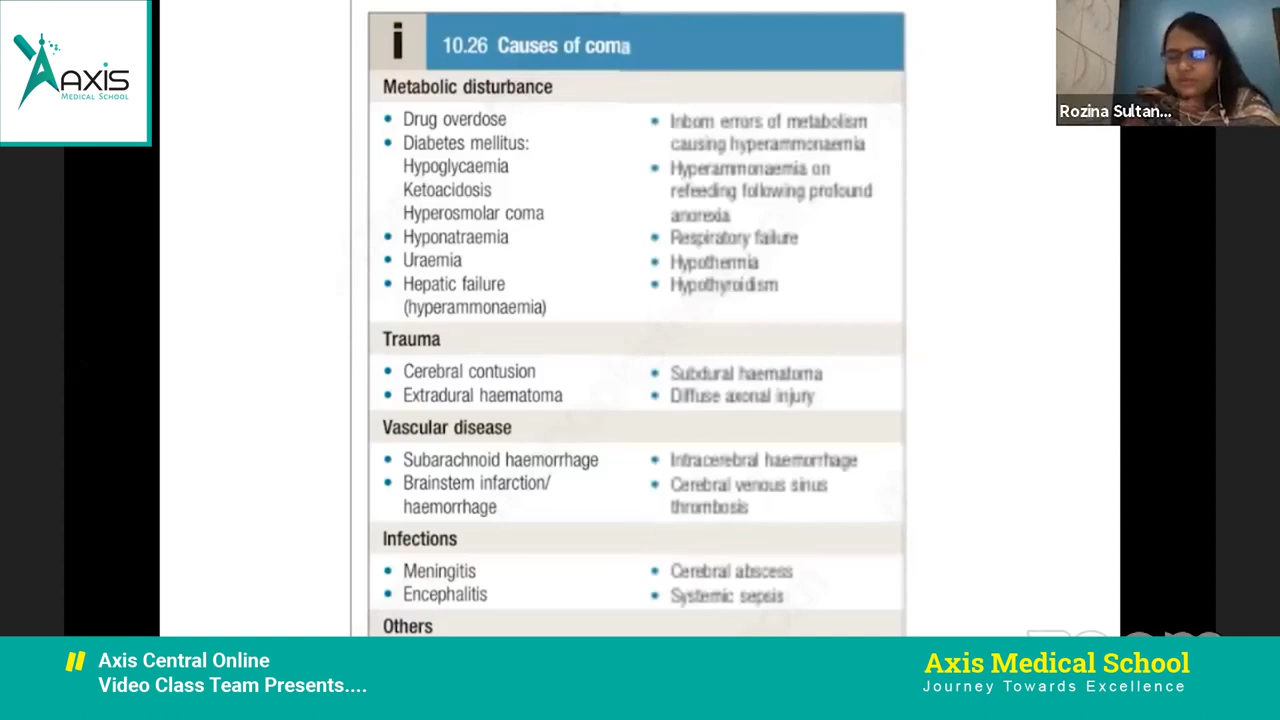 AXIS
MEDICAL SCHOOL
i
10.26 Causes of coma
Metabolic disturbance
• Drug overdose
• Diabetes mellitus:
Hypoglycaemia
Ketoacidosis
Hyperosmolar coma
• Hyponatraemia
• Uraemia
• Hepatic failure
(hyperammonaemia)
• Inborn errors of metabolism
causing hyperammonaemia
• Hyperammonaemia on
refeeding following profound
anorexia
• Respiratory failure
• Hypothermia
• Hypothyroidism
Trauma
• Cerebral contusion
• Extradural haematoma
• Subdural haematoma
• Diffuse axonal injury
Vascular disease
• Subarachnoid haemorrhage
• Brainstem infarction/
haemorrhage
• Intracerebral haemorrhage
• Cerebral venous sinus
thrombosis
Infections
• Meningitis
• Encephalitis
• Cerebral abscess
• Systemic sepsis
Others
Rozina Sultan...
Axis Central Online
Video Class Team Presents....
Axis Medical School
Journey Towards Excellence